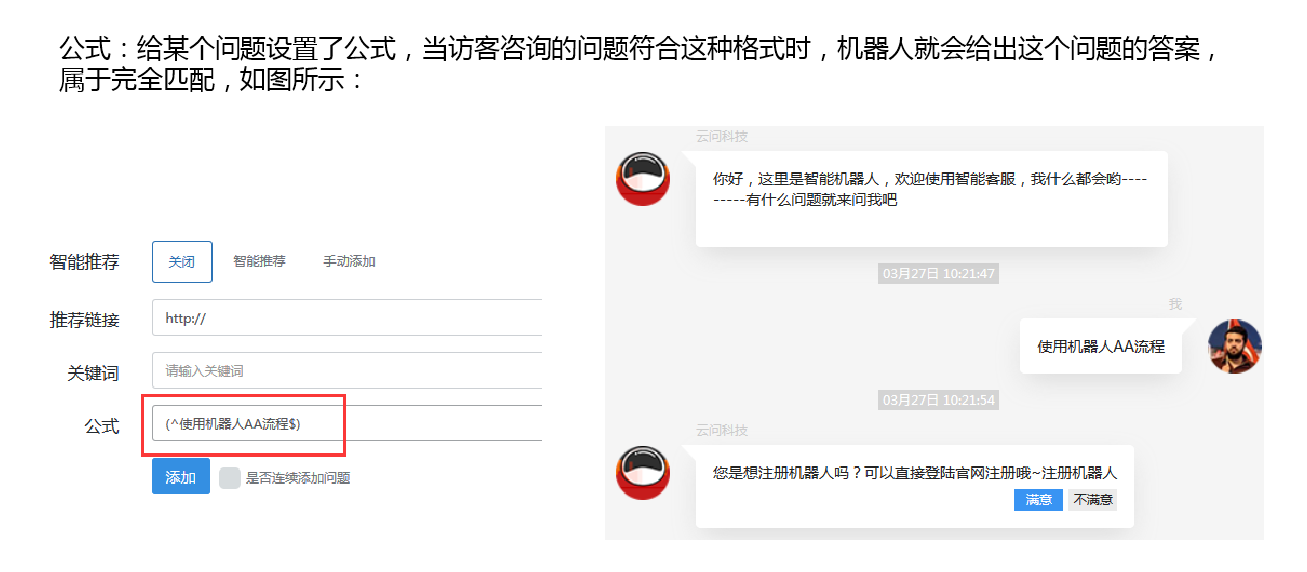 公式：给某个问题设置了公式，当访客咨询的问题符合这种格式时，机器人就会给出这个问题的答案，
属于完全匹配，如图所示：
智能推荐 关闭 智能推荐 手动添加
推荐链接 http://
关键词 请输入关键词
公式 (^使用机器人AA流程$)
添加 是否连续添加问题
云问科技
你好，这里是智能机器人，欢迎使用智能客服，我什么都会哟----
-----有什么问题就来问我吧
03月27日 10:21:47
我
使用机器人AA流程
03月27日 10:21:54
云问科技
您是想注册机器人吗？可以直接登陆官网注册哦~注册机器人
满意 不满意